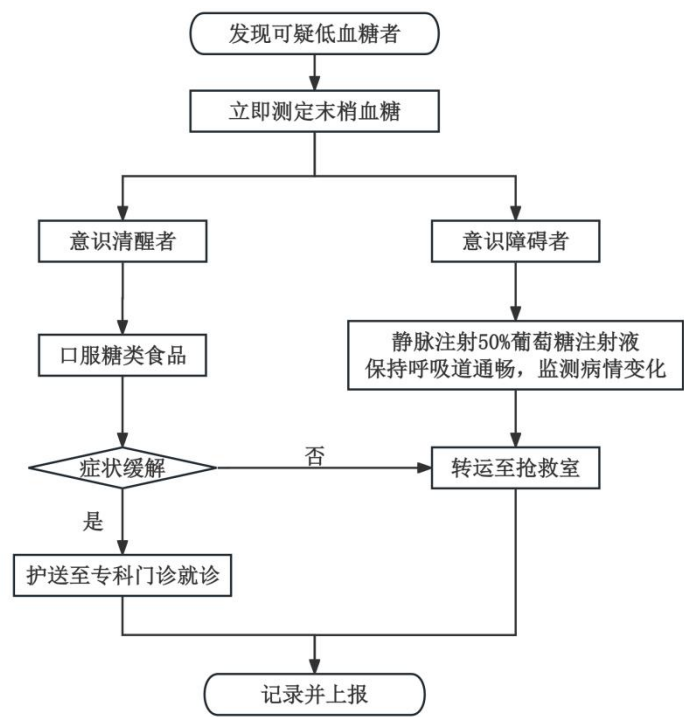 发现可疑低血糖者
立即测定末梢血糖
意识清醒者
意识障碍者
口服糖类食品
静脉注射50%葡萄糖注射液
保持呼吸道通畅，监测病情变化
症状缓解
否
转运至抢救室
是
护送至专科门诊就诊
记录并上报